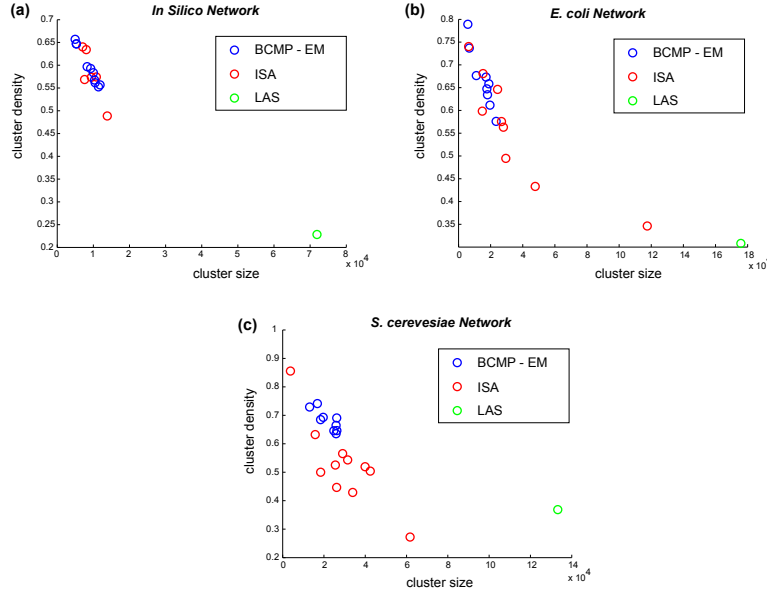 (a)
In Silico Network
0.7
0.65
0.6
0.55
0.5
0.45
0.4
0.35
0.3
0.25
0.2
cluster density
BCMP - EM
ISA
LAS
0 1 2 3 4 5 6 7 8
x 10^4
cluster size
(b)
E. coli Network
0.8
0.75
0.7
0.65
0.6
0.55
0.5
0.45
0.4
0.35
cluster density
BCMP - EM
ISA
LAS
0 2 4 6 8 10 12 14 16 18
x 10^4
cluster size
(c)
S. cerevesiae Network
1
0.9
0.8
0.7
0.6
0.5
0.4
0.3
0.2
cluster density
BCMP - EM
ISA
LAS
0 2 4 6 8 10 12 14
x 10^4
cluster size